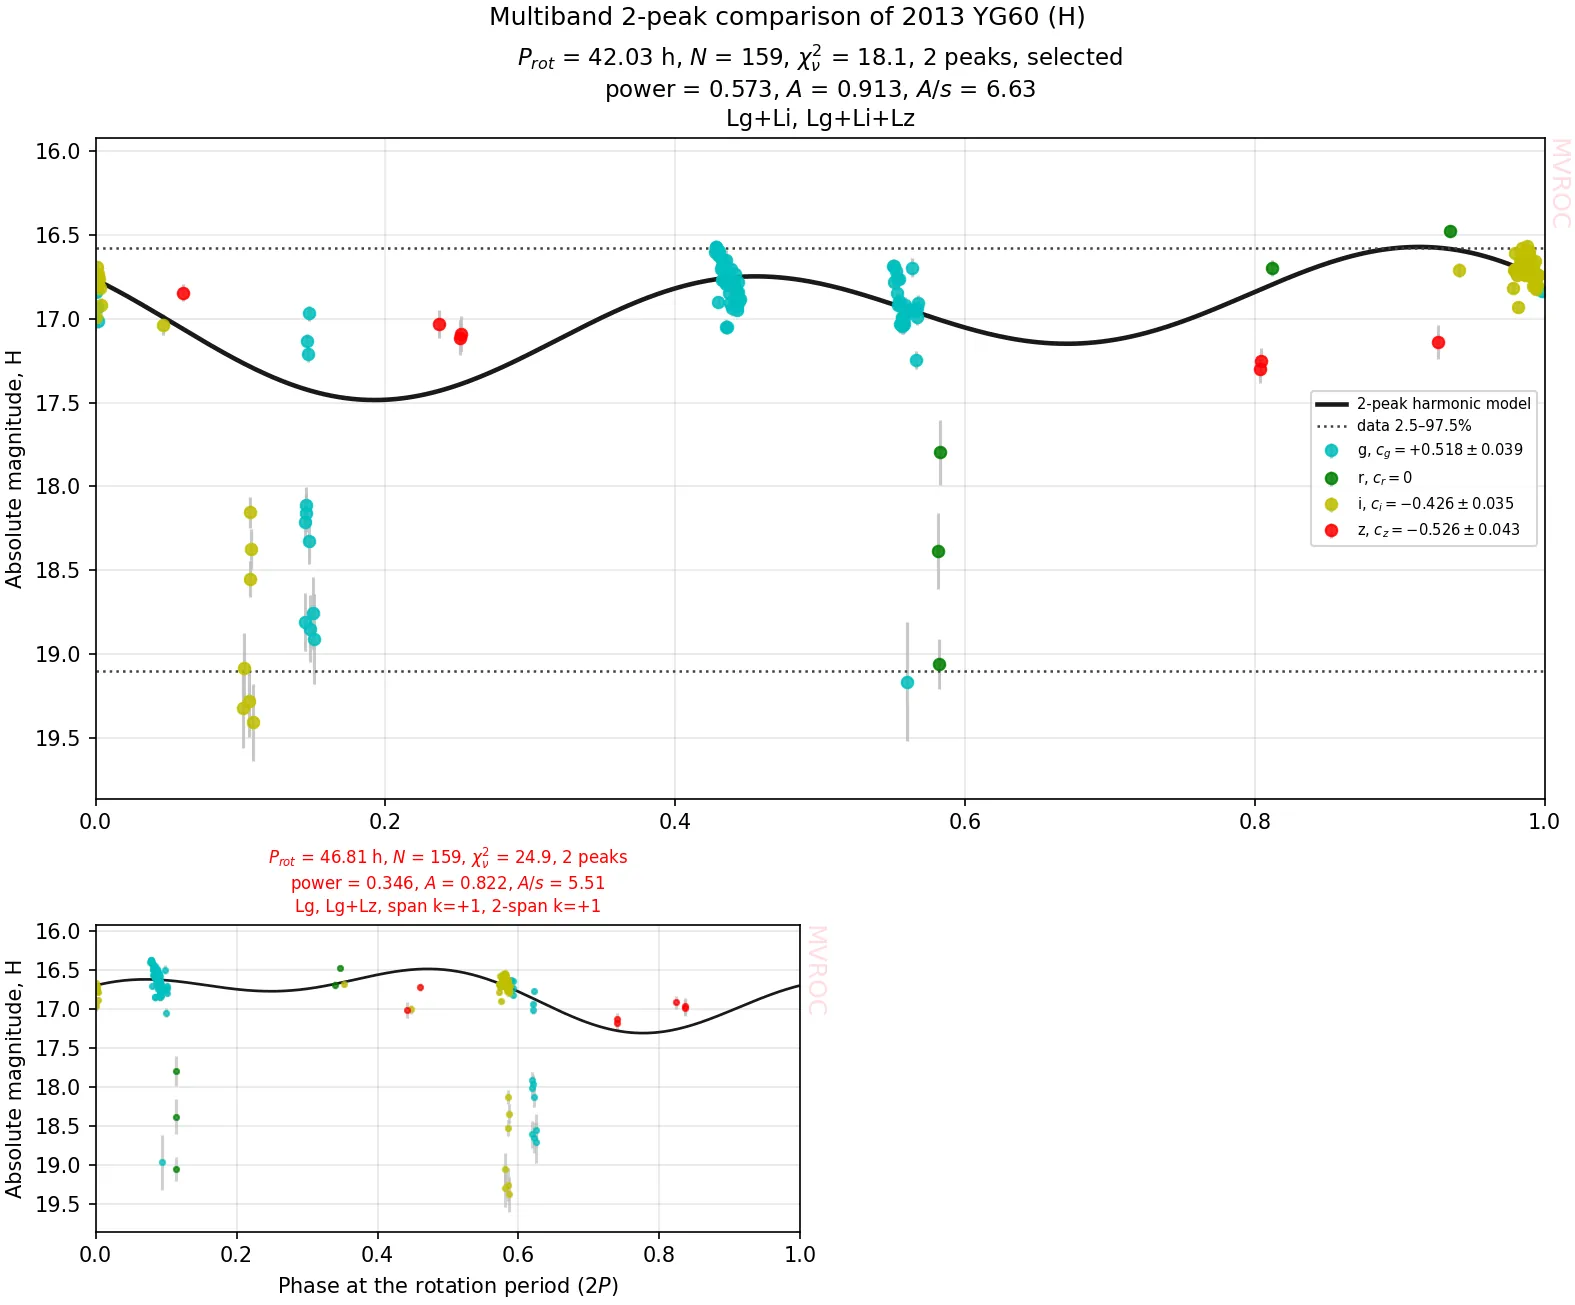 Multiband 2-peak comparison of 2013 YG60 (H)
P_rot = 42.03 h, N = 159, χ²_ν = 18.1, 2 peaks, selected
power = 0.573, A = 0.913, A/s = 6.63
Lg+Li, Lg+Li+Lz
MVROC
Absolute magnitude, H
16.0
16.5
17.0
17.5
18.0
18.5
19.0
19.5
2-peak harmonic model
data 2.5–97.5%
g, c_g = +0.518 ± 0.039
r, c_r = 0
i, c_i = −0.426 ± 0.035
z, c_z = −0.526 ± 0.043
0.0 0.2 0.4 0.6 0.8 1.0
P_rot = 46.81 h, N = 159, χ²_ν = 24.9, 2 peaks
power = 0.346, A = 0.822, A/s = 5.51
Lg, Lg+Lz, span k=+1, 2-span k=+1
MVROC
Absolute magnitude, H
16.0
16.5
17.0
17.5
18.0
18.5
19.0
19.5
0.0 0.2 0.4 0.6 0.8 1.0
Phase at the rotation period (2P)